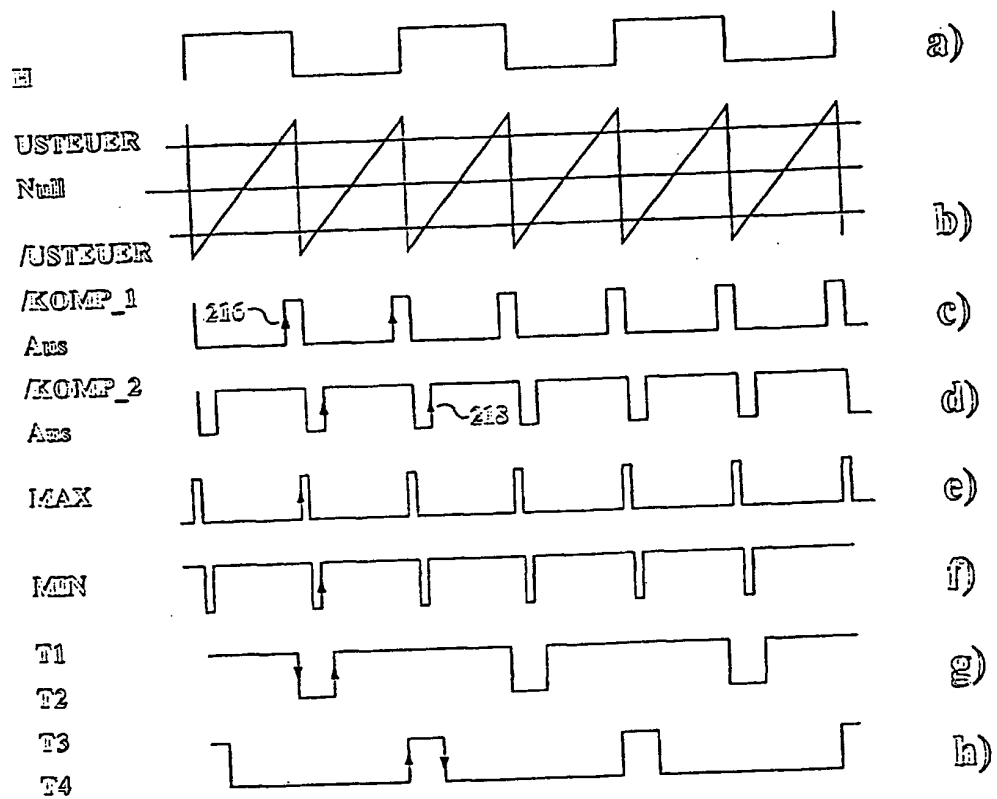 H
a)
USTEUER
Null
/USTEUER
b)
/KOMP_1
216
Aus
c)
/KOMP_2
218
Aus
d)
MAX
e)
MIN
f)
T1
T2
g)
T3
T4
h)